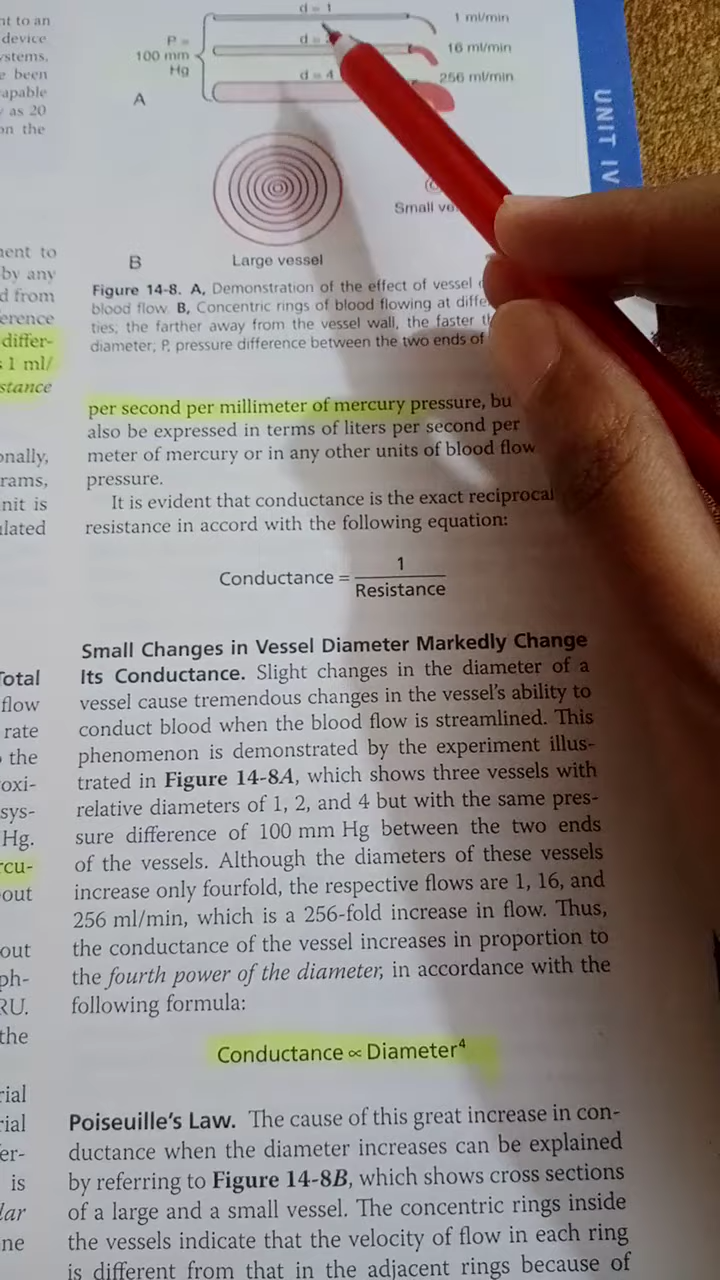 nt to an
device
ystems,
e been
apable
as 20
on the
ment to
by any
d from
erence
differ-
1 ml/
stance
onally,
rams,
nit is
ulated
Total
flow
rate
the
oxi-
sys-
Hg.
rcu-
out
out
ph-
RU.
the
rial
rial
er-
is
lar
ne
d = 1
1 ml/min
P =
100 mm
Hg
d =
16 ml/min
d = 4
256 ml/min
A
Small ve
B
Large vessel
Figure 14-8. A, Demonstration of the effect of vessel
blood flow. B, Concentric rings of blood flowing at diffe
ties; the farther away from the vessel wall, the faster th
diameter; P, pressure difference between the two ends of
per second per millimeter of mercury pressure, bu
also be expressed in terms of liters per second per
meter of mercury or in any other units of blood flow
pressure.
It is evident that conductance is the exact reciprocal
resistance in accord with the following equation:
Conductance = 1
Resistance
Small Changes in Vessel Diameter Markedly Change
Its Conductance. Slight changes in the diameter of a
vessel cause tremendous changes in the vessel's ability to
conduct blood when the blood flow is streamlined. This
phenomenon is demonstrated by the experiment illus-
trated in Figure 14-8A, which shows three vessels with
relative diameters of 1, 2, and 4 but with the same pres-
sure difference of 100 mm Hg between the two ends
of the vessels. Although the diameters of these vessels
increase only fourfold, the respective flows are 1, 16, and
256 ml/min, which is a 256-fold increase in flow. Thus,
the conductance of the vessel increases in proportion to
the fourth power of the diameter, in accordance with the
following formula:
Conductance ∝ Diameter⁴
Poiseuille's Law. The cause of this great increase in con-
ductance when the diameter increases can be explained
by referring to Figure 14-8B, which shows cross sections
of a large and a small vessel. The concentric rings inside
the vessels indicate that the velocity of flow in each ring
is different from that in the adjacent rings because of
UNIT IV